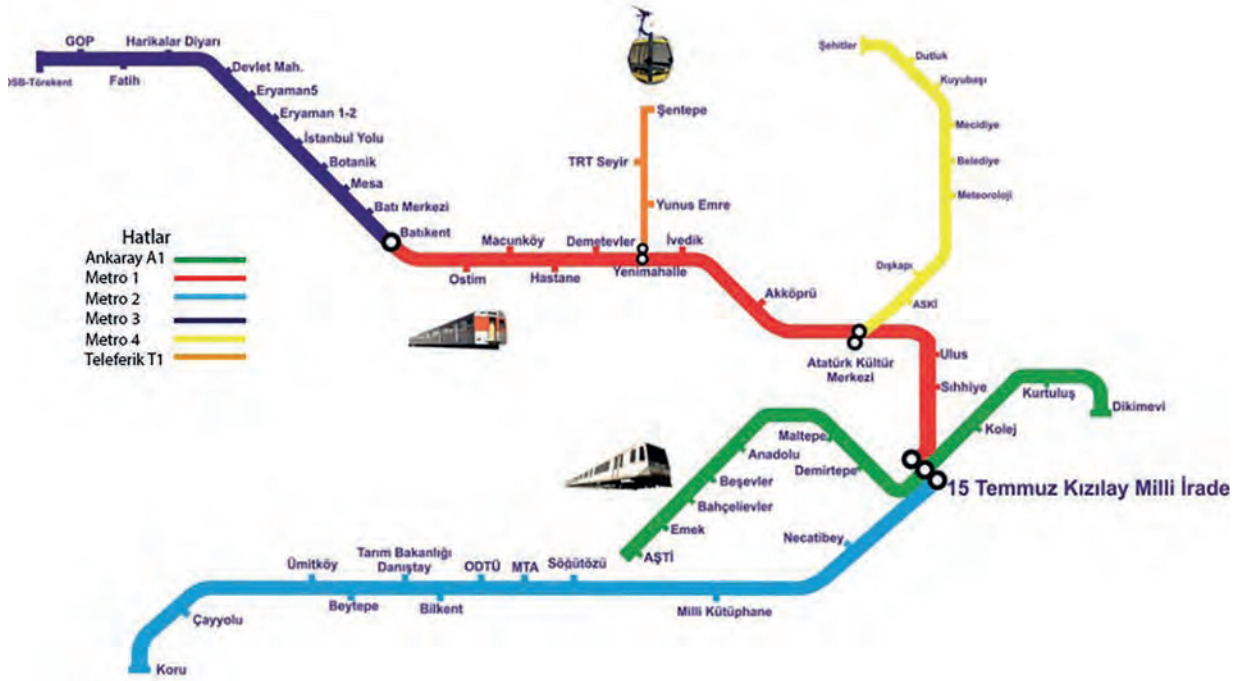 GOP
Harikalar Diyarı
OSB-Törekent
Fatih
Devlet Mah.
Eryaman5
Eryaman 1-2
İstanbul Yolu
Botanik
Mesa
Batı Merkezi
Batıkent
Hatlar
Ankaray A1
Metro 1
Metro 2
Metro 3
Metro 4
Teleferik T1
Macunköy
Ostim
Hastane
Demetevler
Yenimahalle
İvedik
Şentepe
TRT Seyir
Yunus Emre
Şehitler
Dutluk
Kuyubaşı
Mecidiye
Belediye
Meteoroloji
Dışkapı
ASKİ
Akköprü
Atatürk Kültür
Merkezi
Ulus
Sıhhiye
Kurtuluş
Dikimevi
Kolej
15 Temmuz Kızılay Milli İrade
Maltepe
Demirtepe
Anadolu
Beşevler
Bahçelievler
Emek
AŞTİ
Necatibey
Milli Kütüphane
Söğütözü
MTA
ODTÜ
Bilkent
Tarım Bakanlığı
Danıştay
Beytepe
Ümitköy
Çayyolu
Koru